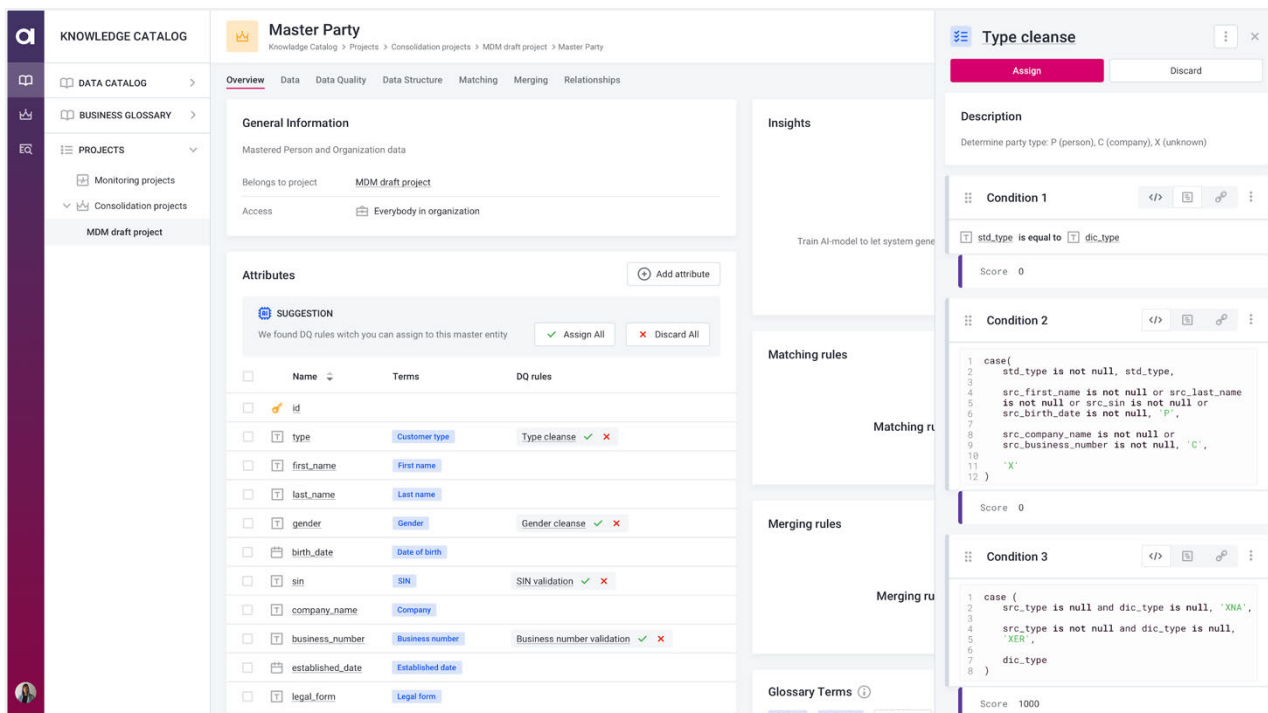 KNOWLEDGE CATALOG
DATA CATALOG
BUSINESS GLOSSARY
PROJECTS
Monitoring projects
Consolidation projects
MDM draft project
Master Party
Knowledge Catalog > Projects > Consolidation projects > MDM draft project > Master Party
Overview Data Data Quality Data Structure Matching Merging Relationships
General Information
Mastered Person and Organization data
Belongs to project MDM draft project
Access Everybody in organization
Attributes
Add attribute
AI SUGGESTION
We found DQ rules witch you can assign to this master entity
Assign All
Discard All
Name Terms DQ rules
id
T type Customer type Type cleanse
T first_name First name
T last_name Last name
T gender Gender Gender cleanse
birth_date Date of birth
T sin SIN SIN validation
T company_name Company
T business_number Business number Business number validation
established_date Established date
T legal_form Legal form
Insights
Train AI-model to let system gene
Matching rules
Matching ru
Merging rules
Merging ru
Glossary Terms
Type cleanse
Assign
Discard
Description
Determine party type: P (person), C (company), X (unknown)
Condition 1
T std_type is equal to T dic_type
Score 0
Condition 2
1 case(
2 std_type is not null, std_type,
3
4 src_first_name is not null or src_last_name
5 is not null or src_sin is not null or
6 src_birth_date is not null, 'P',
7
8 src_company_name is not null or
9 src_business_number is not null, 'C',
10
11 'X'
12 )
Score 0
Condition 3
1 case (
2 src_type is null and dic_type is null, 'XNA',
3
4 src_type is not null and dic_type is null,
5 'XER',
6
7 dic_type
8 )
Score 1000